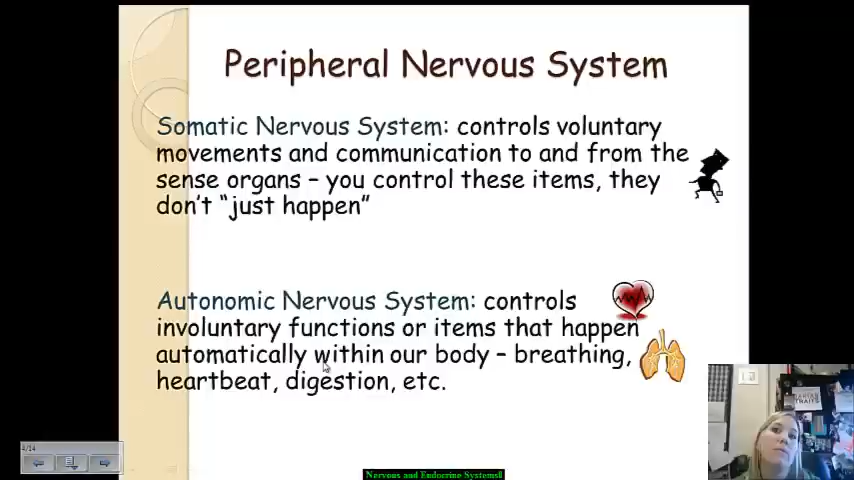 Peripheral Nervous System
Somatic Nervous System: controls voluntary
movements and communication to and from the
sense organs – you control these items, they
don't "just happen"
Autonomic Nervous System: controls
involuntary functions or items that happen
automatically within our body – breathing,
heartbeat, digestion, etc.
4/14
Nervous and Endocrine Systems